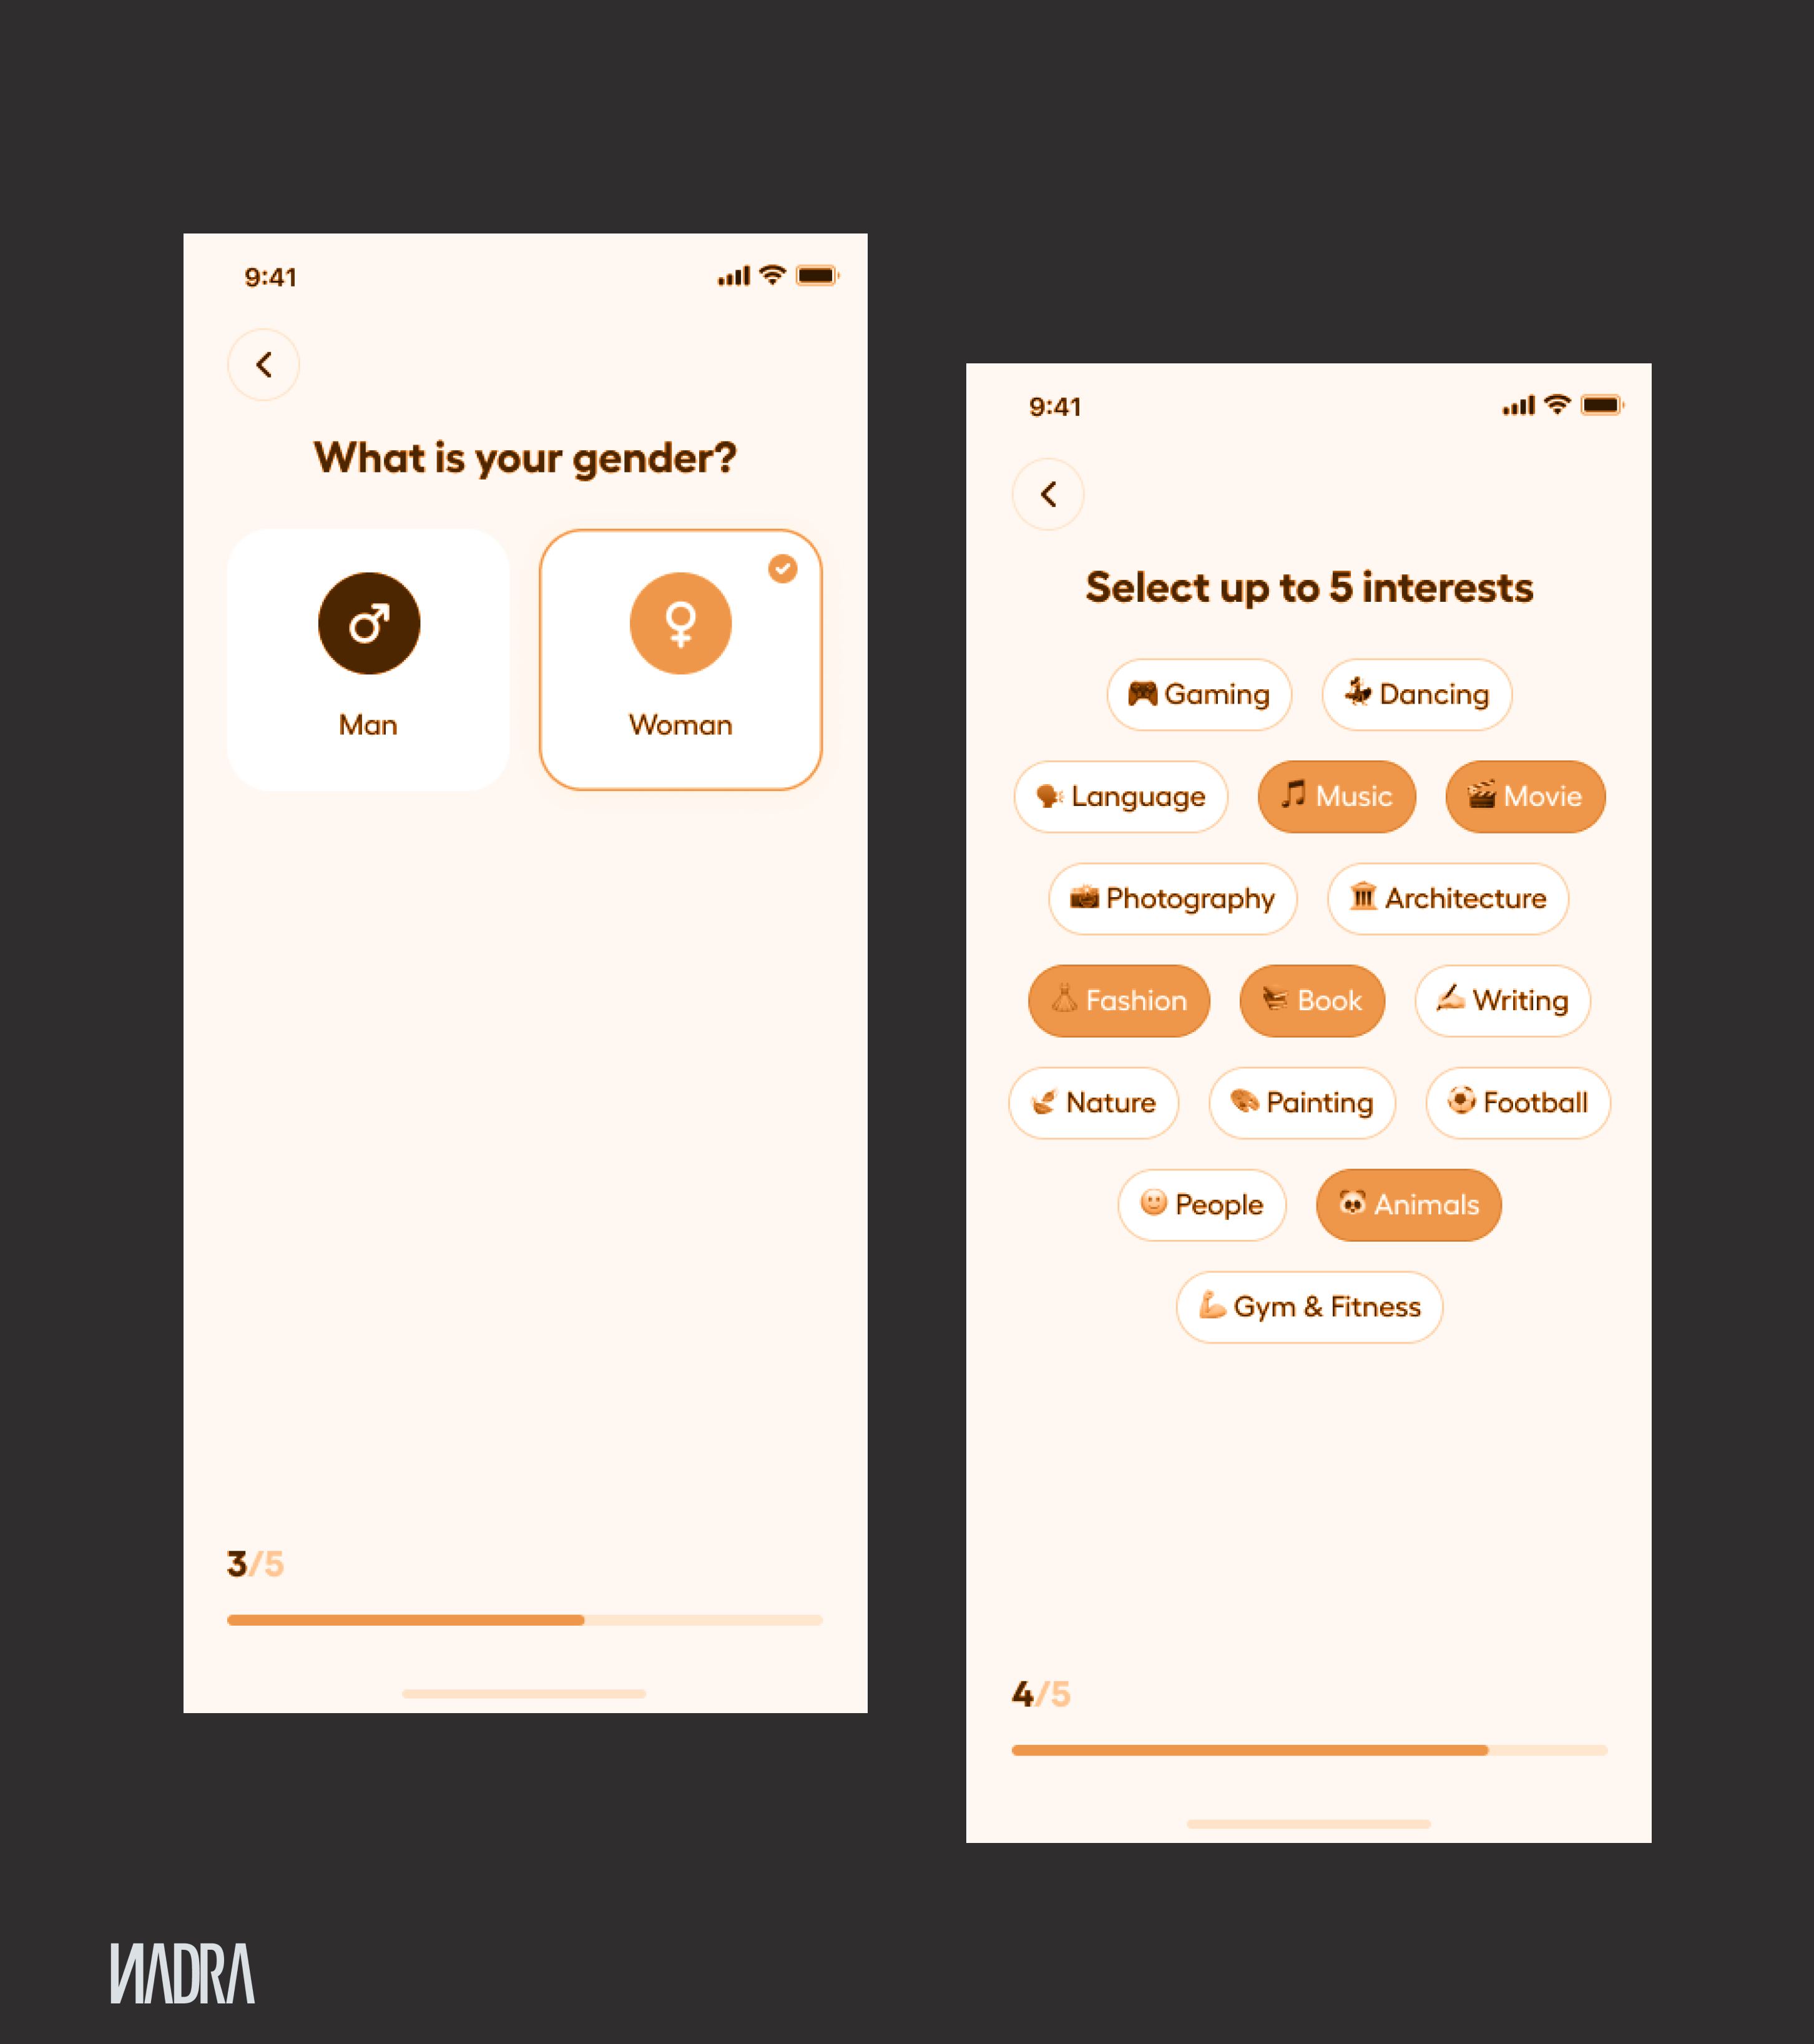 9:41
What is your gender?
Man
Woman
3/5
9:41
Select up to 5 interests
Gaming
Dancing
Language
Music
Movie
Photography
Architecture
Fashion
Book
Writing
Nature
Painting
Football
People
Animals
Gym & Fitness
4/5
NADRA